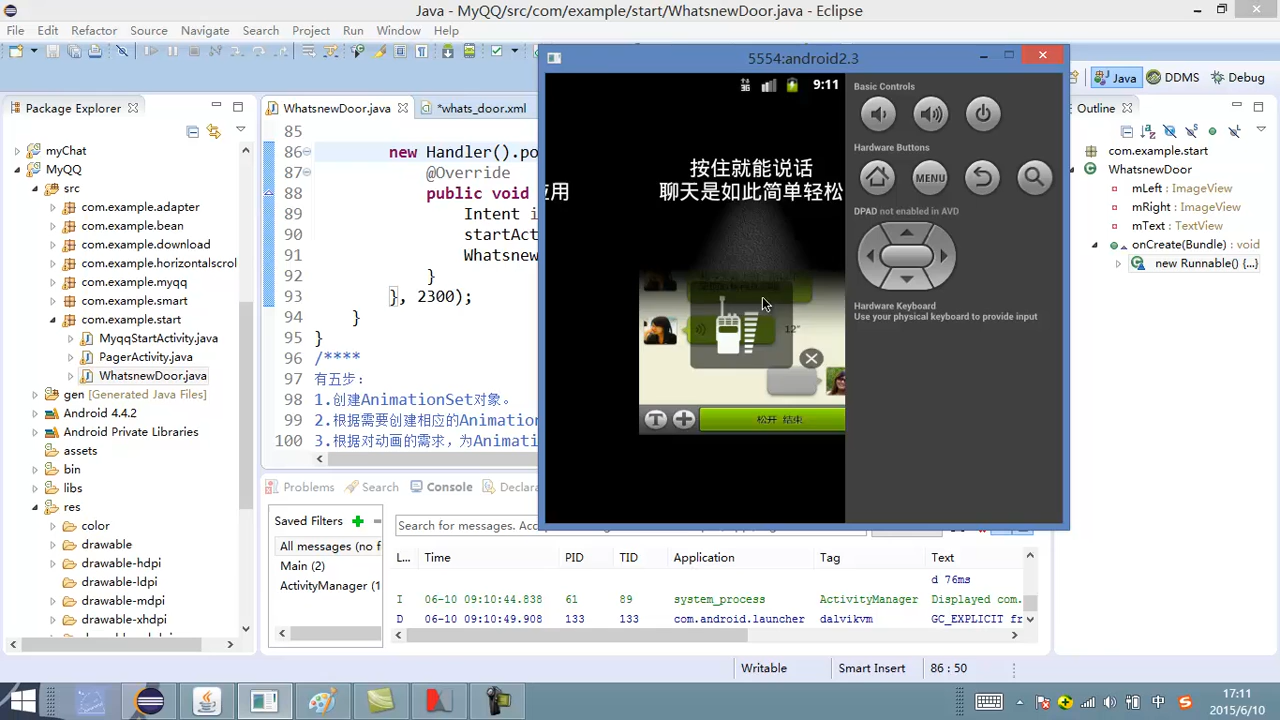 Java - MyQQ/src/com/example/start/WhatsnewDoor.java - Eclipse
File Edit Refactor Source Navigate Search Project Run Window Help
Java DDMS Debug
Package Explorer
myChat
MyQQ
src
com.example.adapter
com.example.bean
com.example.download
com.example.horizontalscrol
com.example.myqq
com.example.smart
com.example.start
MyqqStartActivity.java
PagerActivity.java
WhatsnewDoor.java
gen [Generated Java Files]
Android 4.4.2
Android Private Libraries
assets
bin
libs
res
color
drawable
drawable-hdpi
drawable-ldpi
drawable-mdpi
drawable-xhdpi
WhatsnewDoor.java *whats_door.xml
85
86 new Handler().po
87 @Override
88 public void
89 Intent i
90 startAct
91 Whatsnew
92 }
93 }, 2300);
94 }
95 }
96 /****
97 有五步：
98 1.创建AnimationSet对象。
99 2.根据需要创建相应的Animation
100 3.根据对动画的需求，为Animati
5554:android2.3
9:11
按住就能说话
应用 聊天是如此简单轻松
12"
松开 结束
Basic Controls
Hardware Buttons
MENU
DPAD not enabled in AVD
Hardware Keyboard
Use your physical keyboard to provide input
Outline
com.example.start
WhatsnewDoor
mLeft : ImageView
mRight : ImageView
mText : TextView
onCreate(Bundle) : void
new Runnable() {...}
Problems Search Console Declara
Saved Filters
All messages (no f
Main (2)
ActivityManager (1
Search for messages. Acc
L... Time PID TID Application Tag Text
d 76ms
I 06-10 09:10:44.838 61 89 system_process ActivityManager Displayed com.
D 06-10 09:10:49.908 133 133 com.android.launcher dalvikvm GC_EXPLICIT fr
Writable Smart Insert 86 : 50
中
17:11
2015/6/10